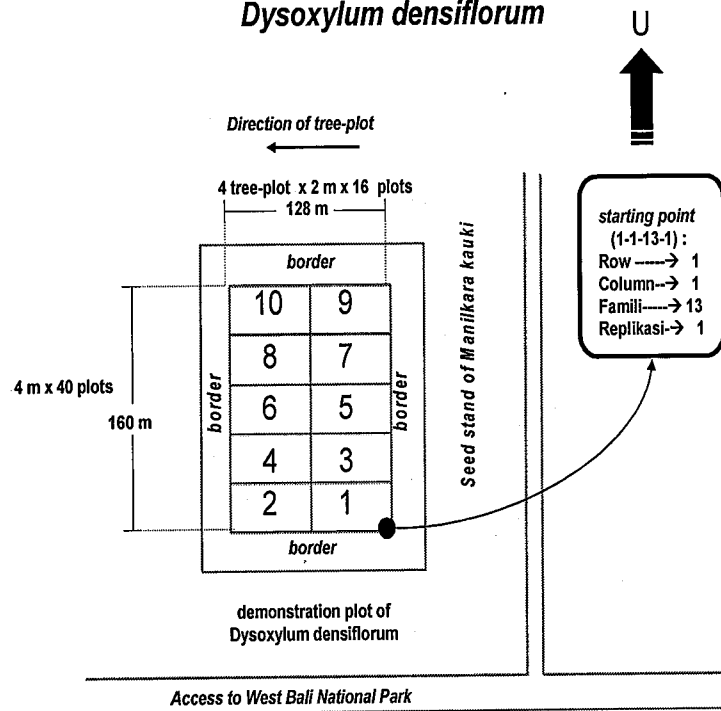 Dysoxylum densiflorum
U
Direction of tree-plot
4 tree-plot x 2 m x 16 plots
128 m
starting point
(1-1-13-1) :
Row -----→ 1
Column--→ 1
Famili-----→ 13
Replikasi-→ 1
border
10 9
8 7
6 5
4 3
2 1
border
border
border
4 m x 40 plots
160 m
Seed stand of Manilkara kauki
demonstration plot of
Dysoxylum densiflorum
Access to West Bali National Park